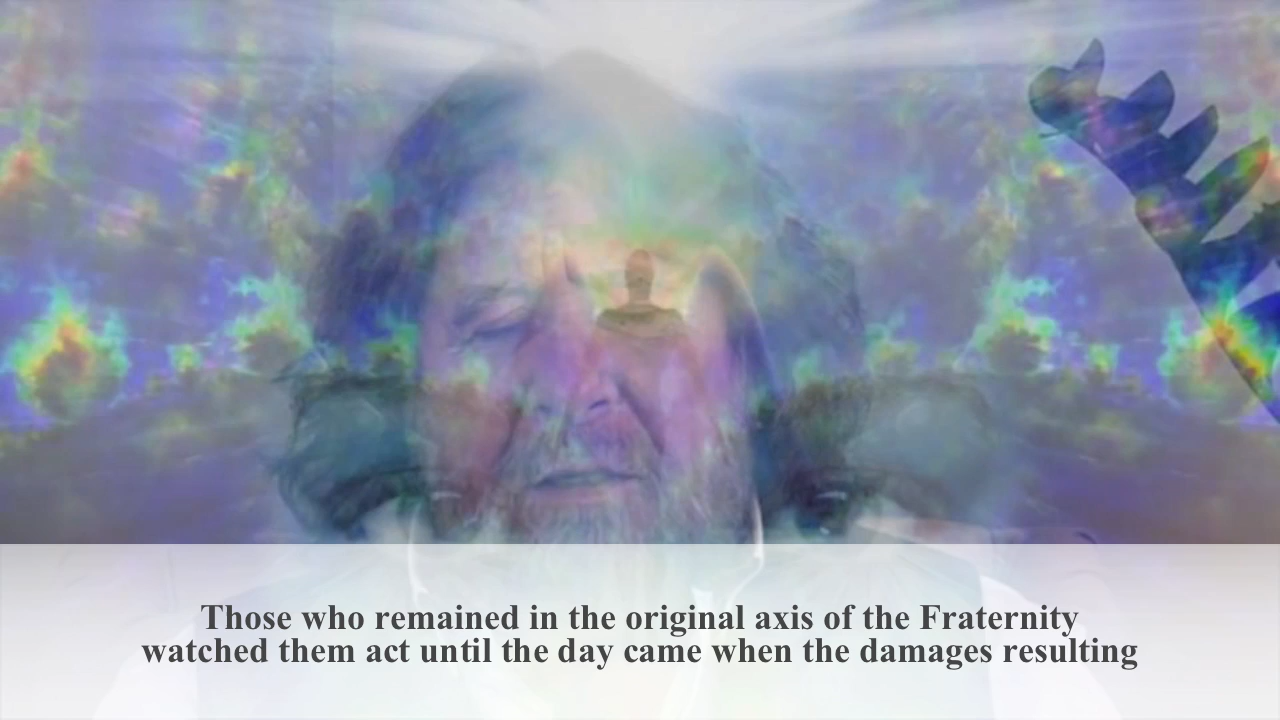 Those who remained in the original axis of the Fraternity
watched them act until the day came when the damages resulting